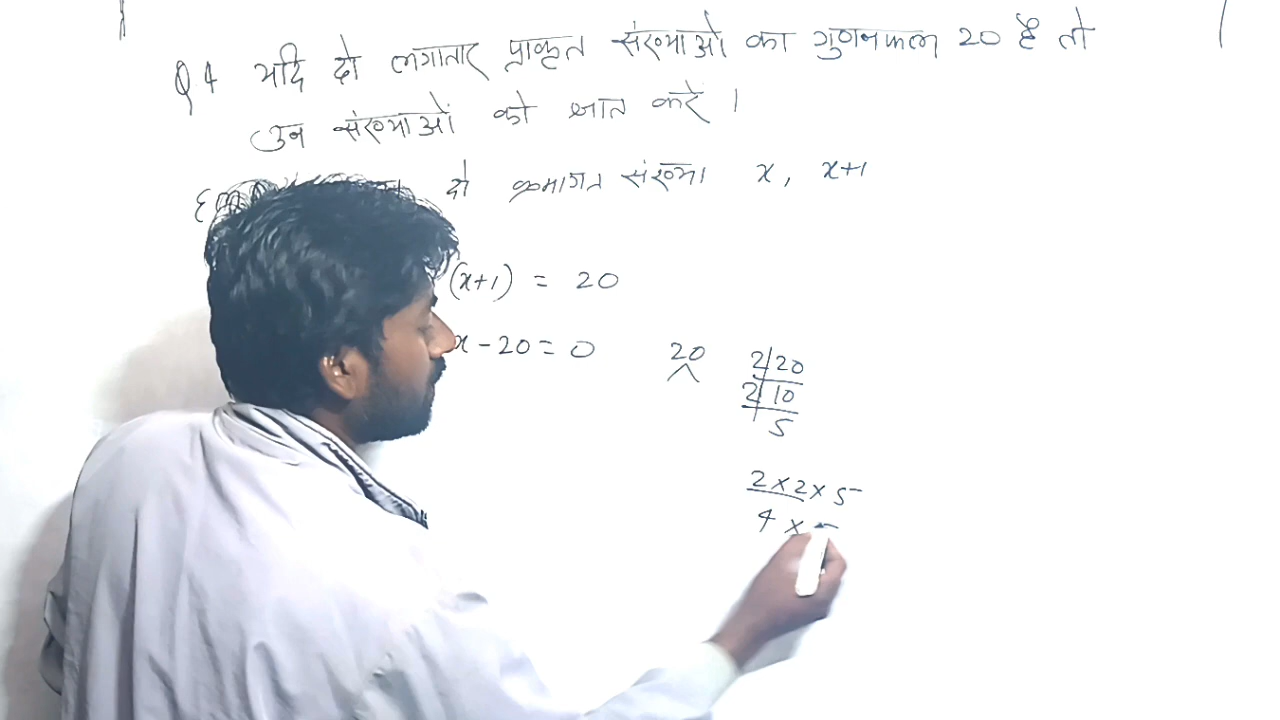 Q 4 यदि दो लगातार प्राकृत संख्याओं का गुणनफल 20 है तो
उन संख्याओं को ज्ञात करें ।
दो क्रमागत संख्या x, x+1
(x+1) = 20
x - 20 = 0
20
2 | 20
2 | 10
5
2 × 2 × 5
4 ×